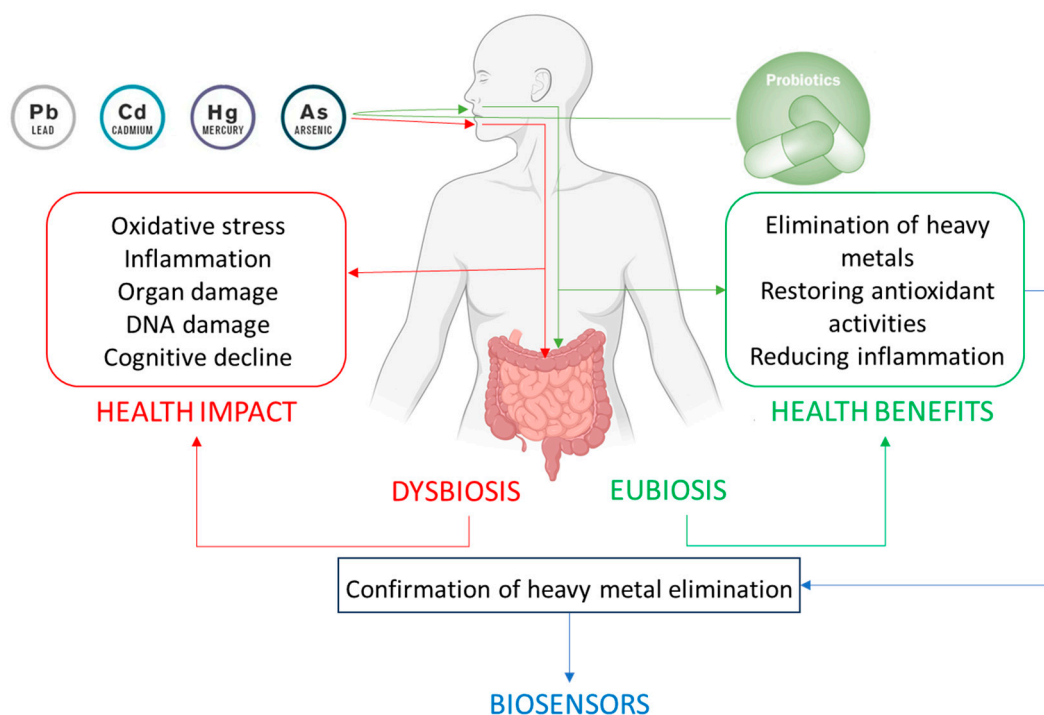 Probiotics
Pb
LEAD
Cd
CADMIUM
Hg
MERCURY
As
ARSENIC
Oxidative stress
Inflammation
Organ damage
DNA damage
Cognitive decline
HEALTH IMPACT
Elimination of heavy
metals
Restoring antioxidant
activities
Reducing inflammation
HEALTH BENEFITS
DYSBIOSIS
EUBIOSIS
Confirmation of heavy metal elimination
BIOSENSORS